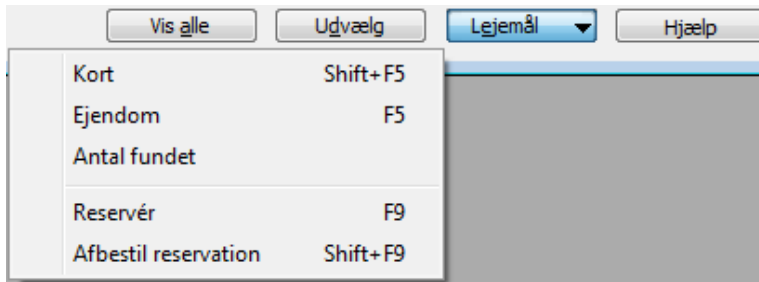 Vis alle Udvælg Lejemål Hjælp
Kort Shift+F5
Ejendom F5
Antal fundet
Reservér F9
Afbestil reservation Shift+F9